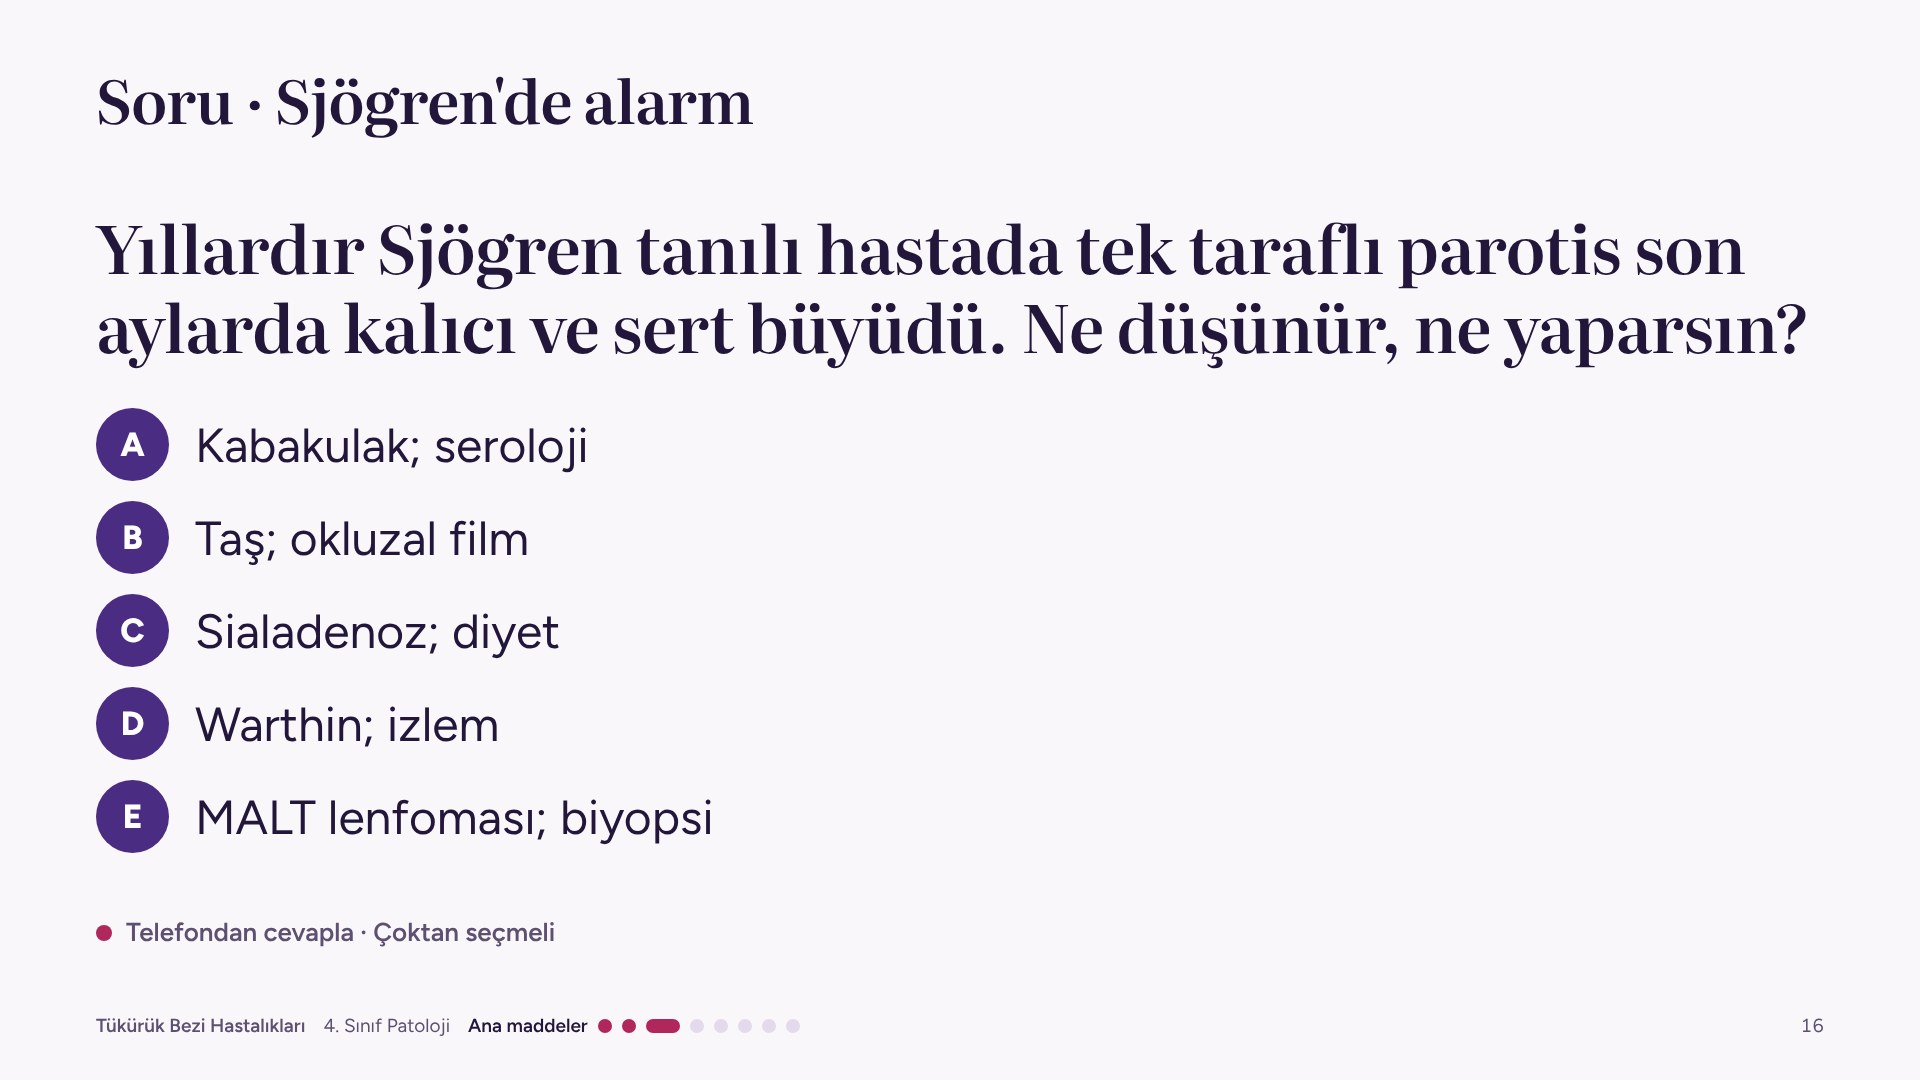 Soru · Sjögren'de alarm
Yıllardır Sjögren tanılı hastada tek taraflı parotis son
aylarda kalıcı ve sert büyüdü. Ne düşünür, ne yaparsın?
A Kabakulak; seroloji
B Taş; okluzal film
C Sialadenoz; diyet
D Warthin; izlem
E MALT lenfoması; biyopsi
Telefondan cevapla · Çoktan seçmeli
Tükürük Bezi Hastalıkları 4. Sınıf Patoloji Ana maddeler 16